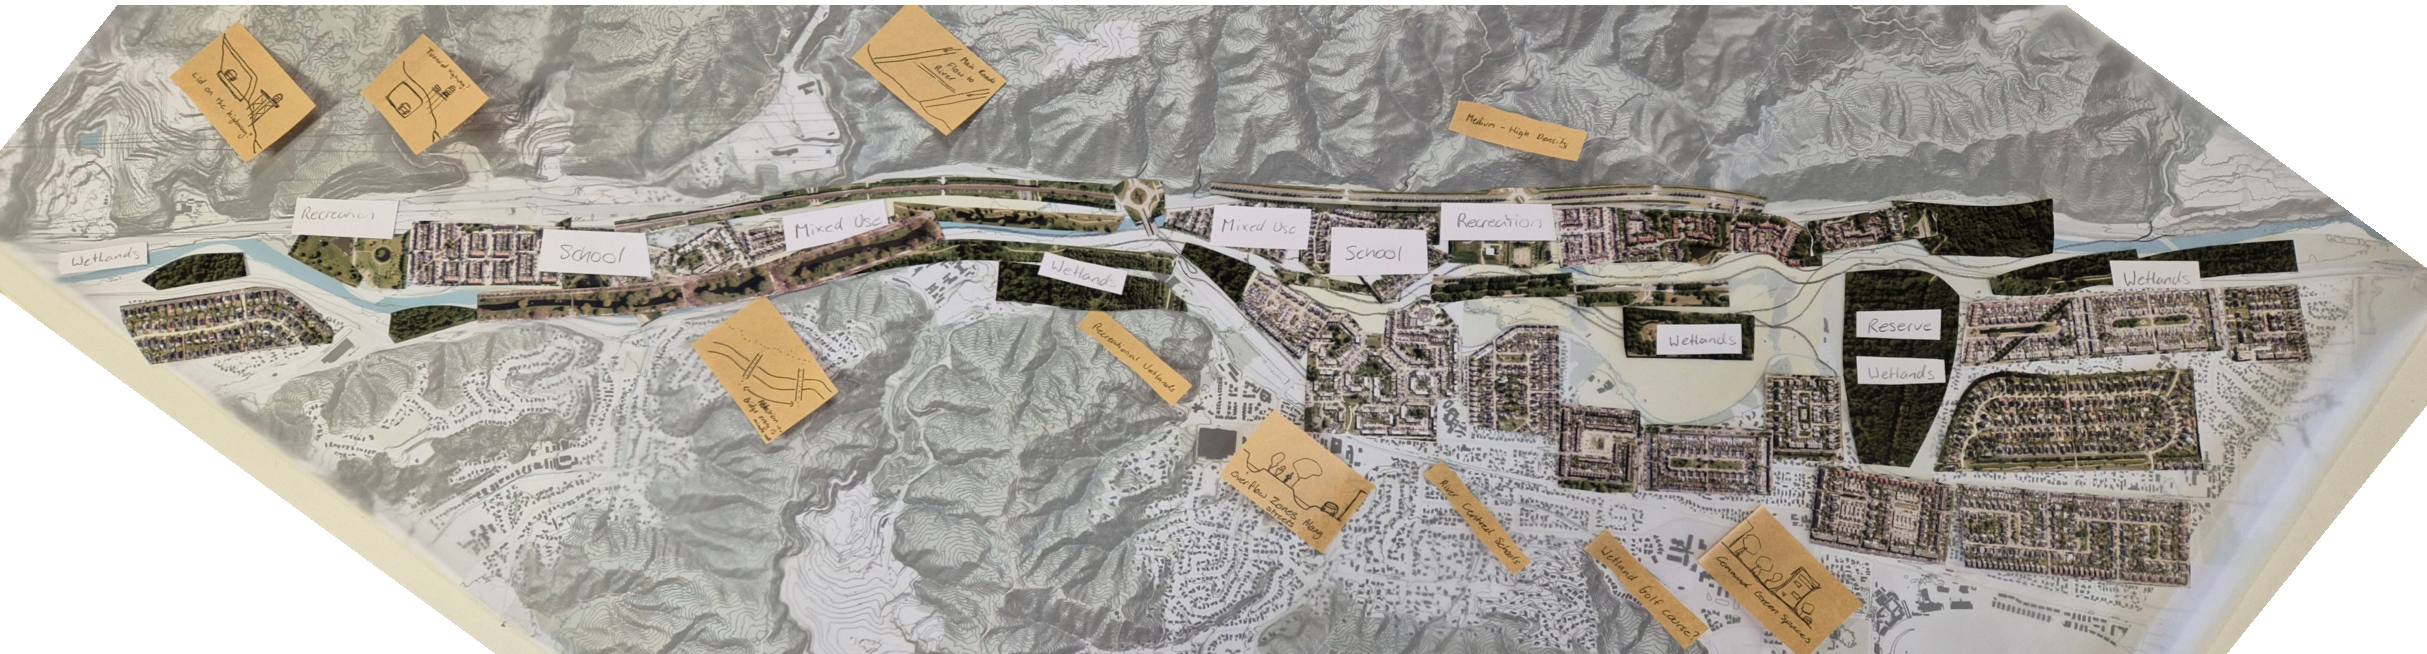 Lid on the highway?
Tunnel highway?
Main Roads
Flow to
River
Medium - High Density
Recreation
Wetlands
School
Mixed Use
Wetlands
Mixed Use
School
Recreation
Wetlands
Reserve
Wetlands
Wetlands
Recreational Wetlands
Overflow Zones Along
streets
River Centred Schools
Wetland Golf course?
Communal Green Spaces